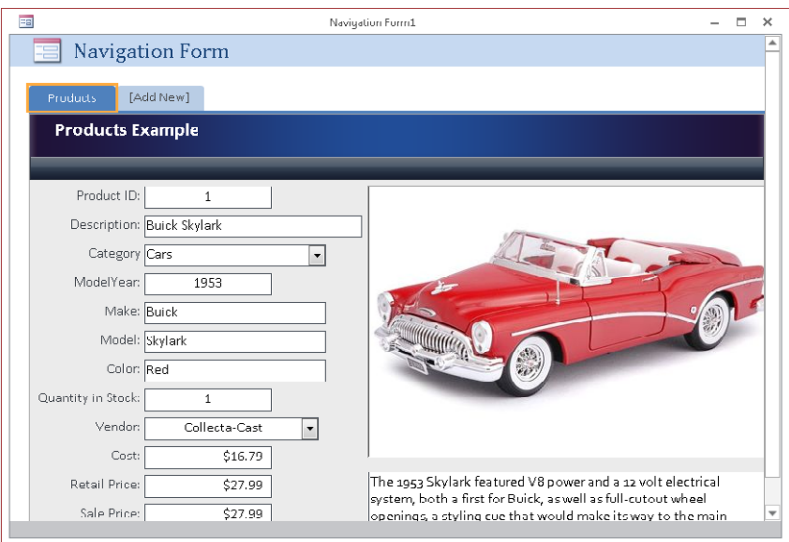 Navigation Form1
Navigation Form
Products [Add New]
Products Example
Product ID: 1
Description: Buick Skylark
Category Cars
ModelYear: 1953
Make: Buick
Model: Skylark
Color: Red
Quantity in Stock: 1
Vendor: Collecta-Cast
Cost: $16.79
Retail Price: $27.99
Sale Price: $27.99
The 1953 Skylark featured V8 power and a 12 volt electrical
system, both a first for Buick, as well as full-cutout wheel
openings, a styling cue that would make its way to the main